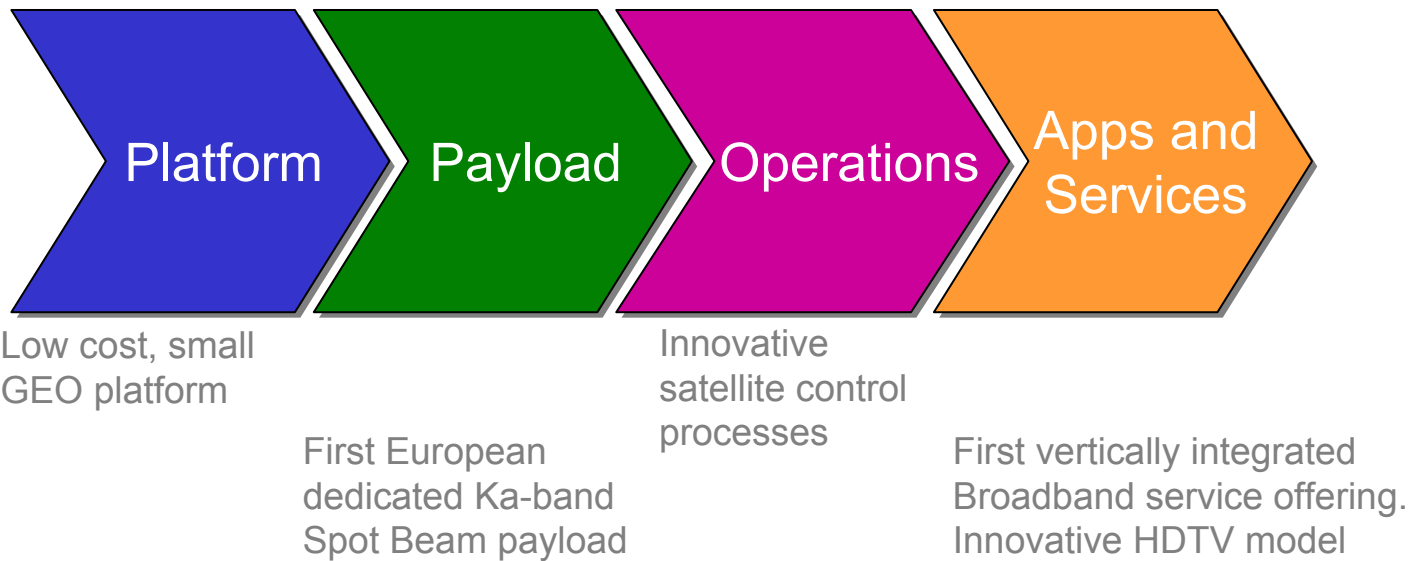 Platform
Payload
Operations
Apps and
Services
Low cost, small
GEO platform
First European
dedicated Ka-band
Spot Beam payload
Innovative
satellite control
processes
First vertically integrated
Broadband service offering.
Innovative HDTV model